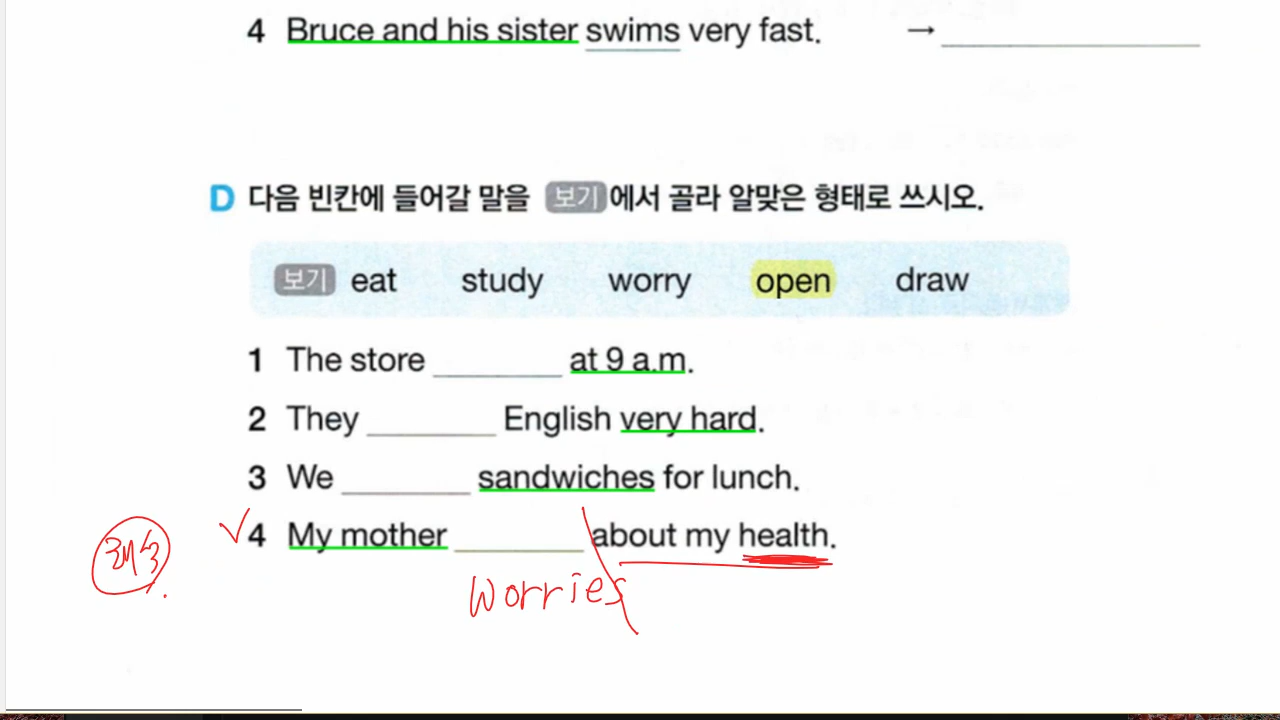 4 Bruce and his sister swims very fast. → ____________
D 다음 빈칸에 들어갈 말을 보기 에서 골라 알맞은 형태로 쓰시오.
보기 eat study worry open draw
1 The store ________ at 9 a.m.
2 They ________ English very hard.
3 We ________ sandwiches for lunch.
4 My mother ________ about my health.
worries